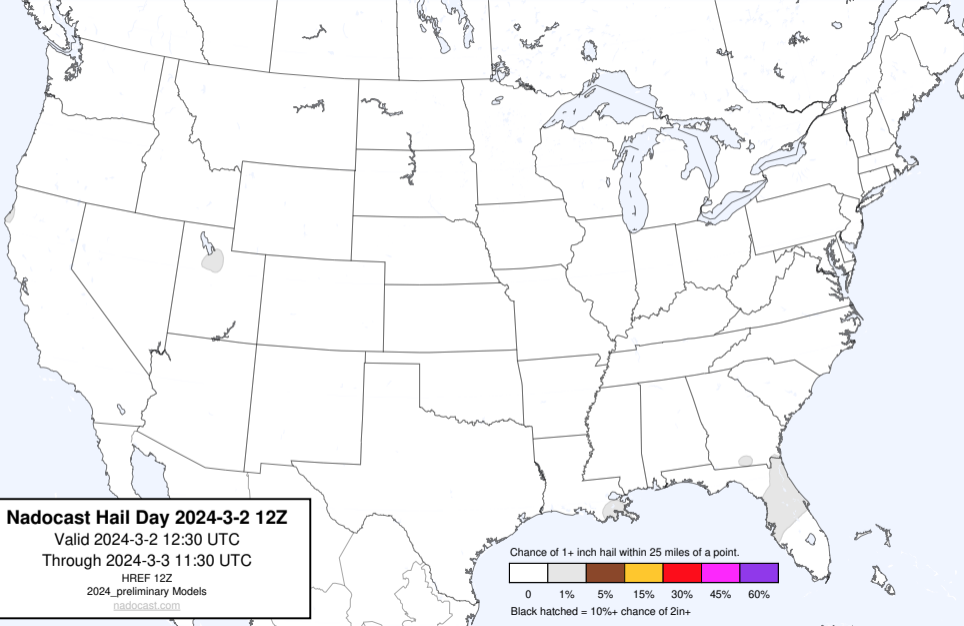 Nadocast Hail Day 2024-3-2 12Z
Valid 2024-3-2 12:30 UTC
Through 2024-3-3 11:30 UTC
HREF 12Z
2024_preliminary Models
nadocast.com
Chance of 1+ inch hail within 25 miles of a point.
0 1% 5% 15% 30% 45% 60%
Black hatched = 10%+ chance of 2in+